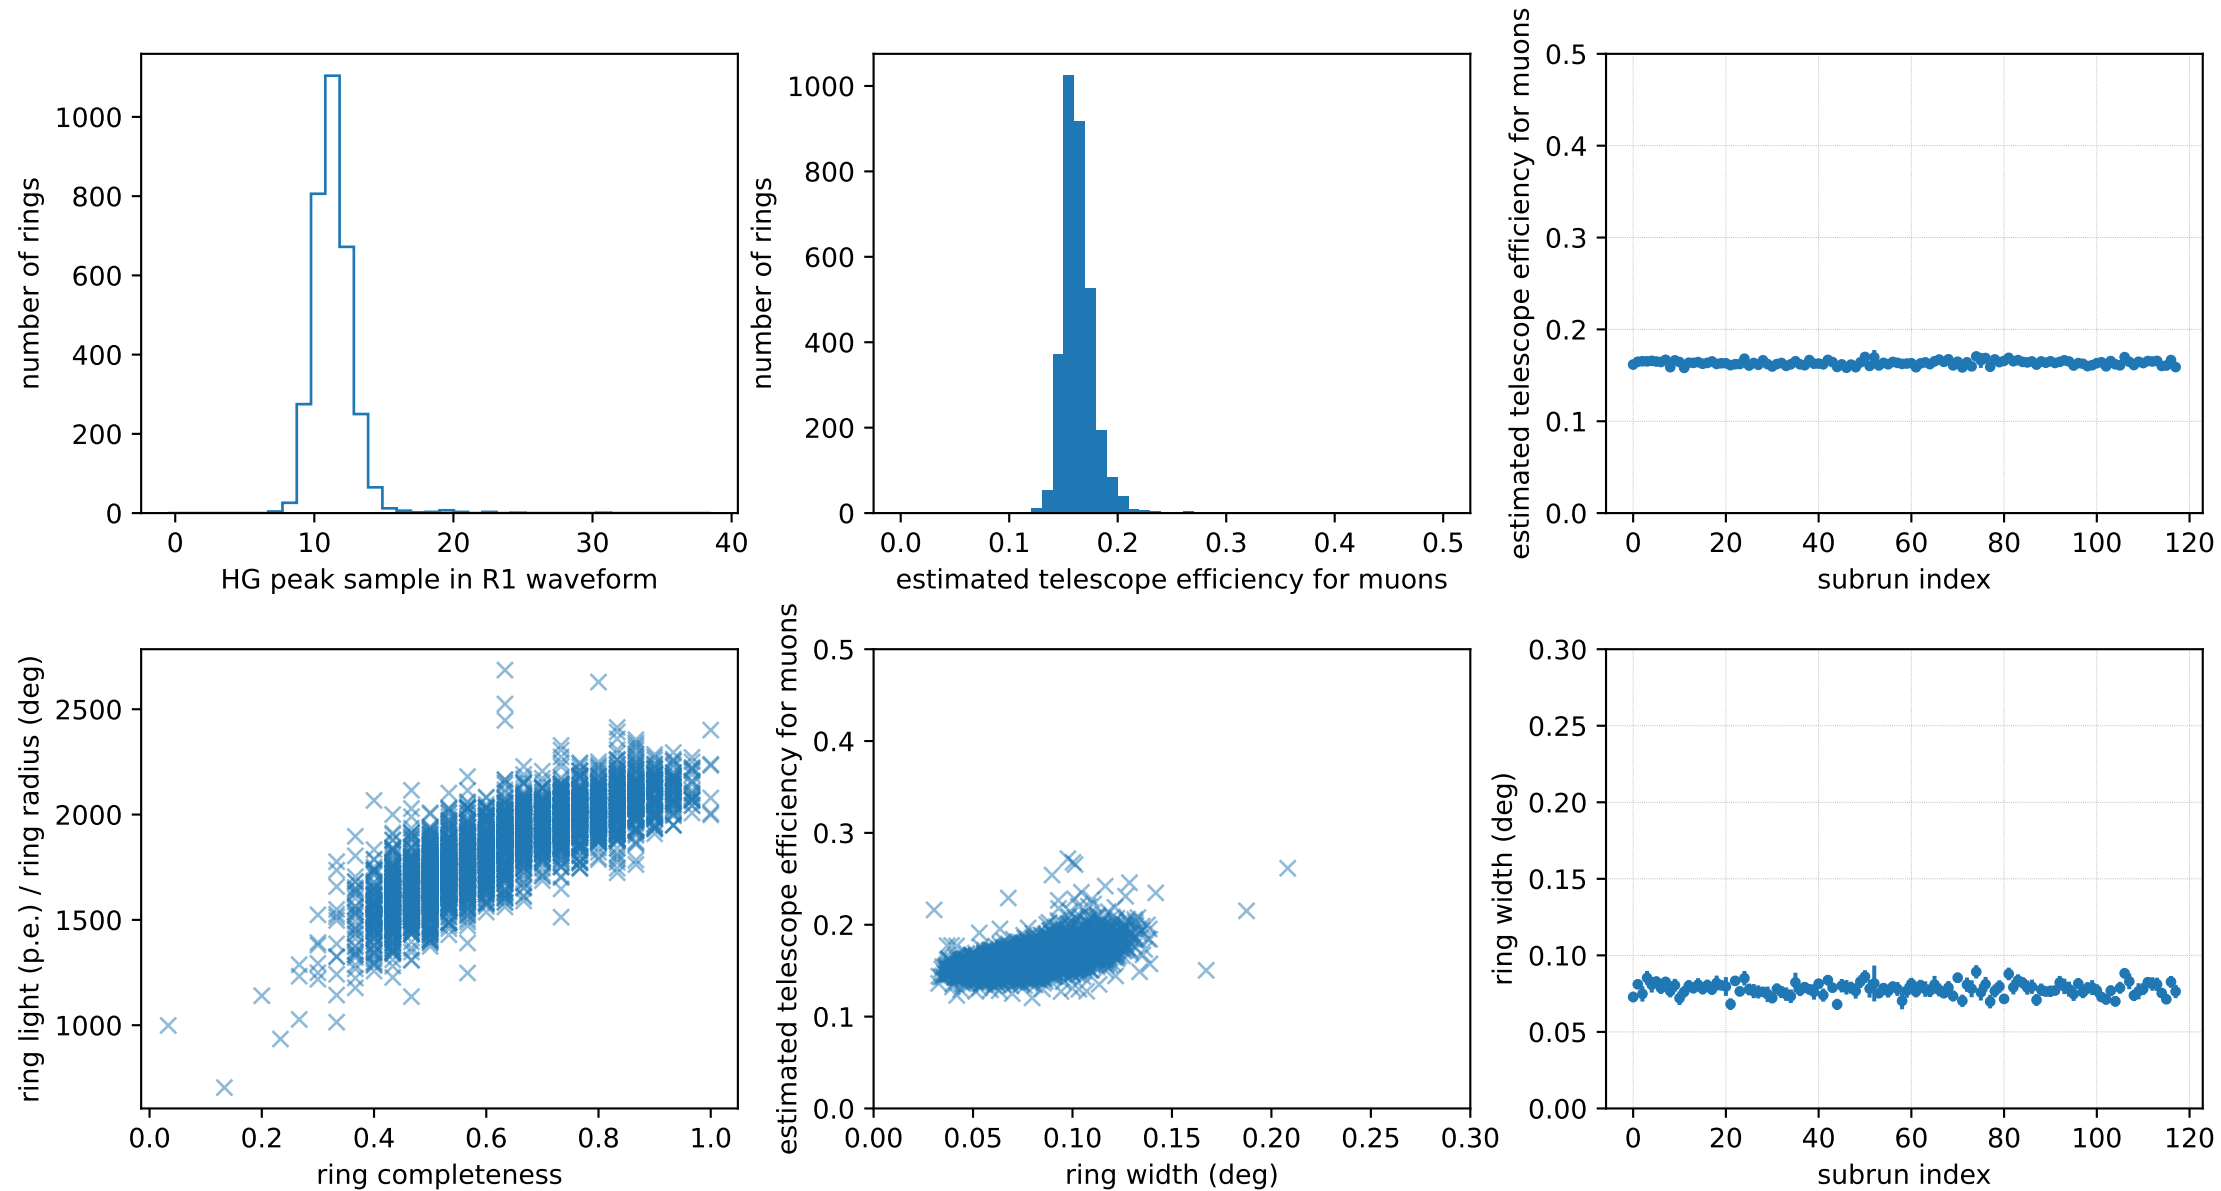 number of rings
1000
800
600
400
200
0
0 10 20 30 40
HG peak sample in R1 waveform
number of rings
1000
800
600
400
200
0
0.0 0.1 0.2 0.3 0.4 0.5
estimated telescope efficiency for muons
estimated telescope efficiency for muons
0.5
0.4
0.3
0.2
0.1
0.0
0 20 40 60 80 100 120
subrun index
ring light (p.e.) / ring radius (deg)
2500
2000
1500
1000
0.0 0.2 0.4 0.6 0.8 1.0
ring completeness
estimated telescope efficiency for muons
0.5
0.4
0.3
0.2
0.1
0.0
0.00 0.05 0.10 0.15 0.20 0.25 0.30
ring width (deg)
ring width (deg)
0.30
0.25
0.20
0.15
0.10
0.05
0.00
0 20 40 60 80 100 120
subrun index